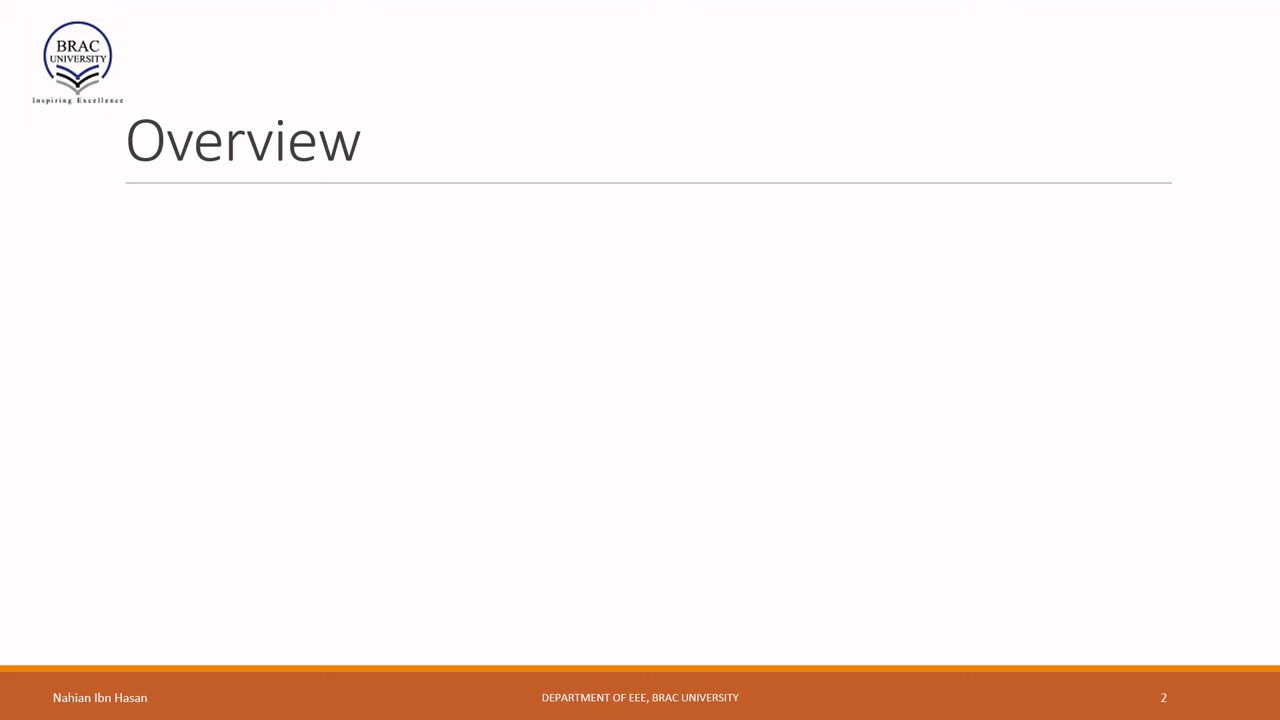 BRAC
UNIVERSITY
Inspiring Excellence
Overview
Nahian Ibn Hasan
DEPARTMENT OF EEE, BRAC UNIVERSITY
2